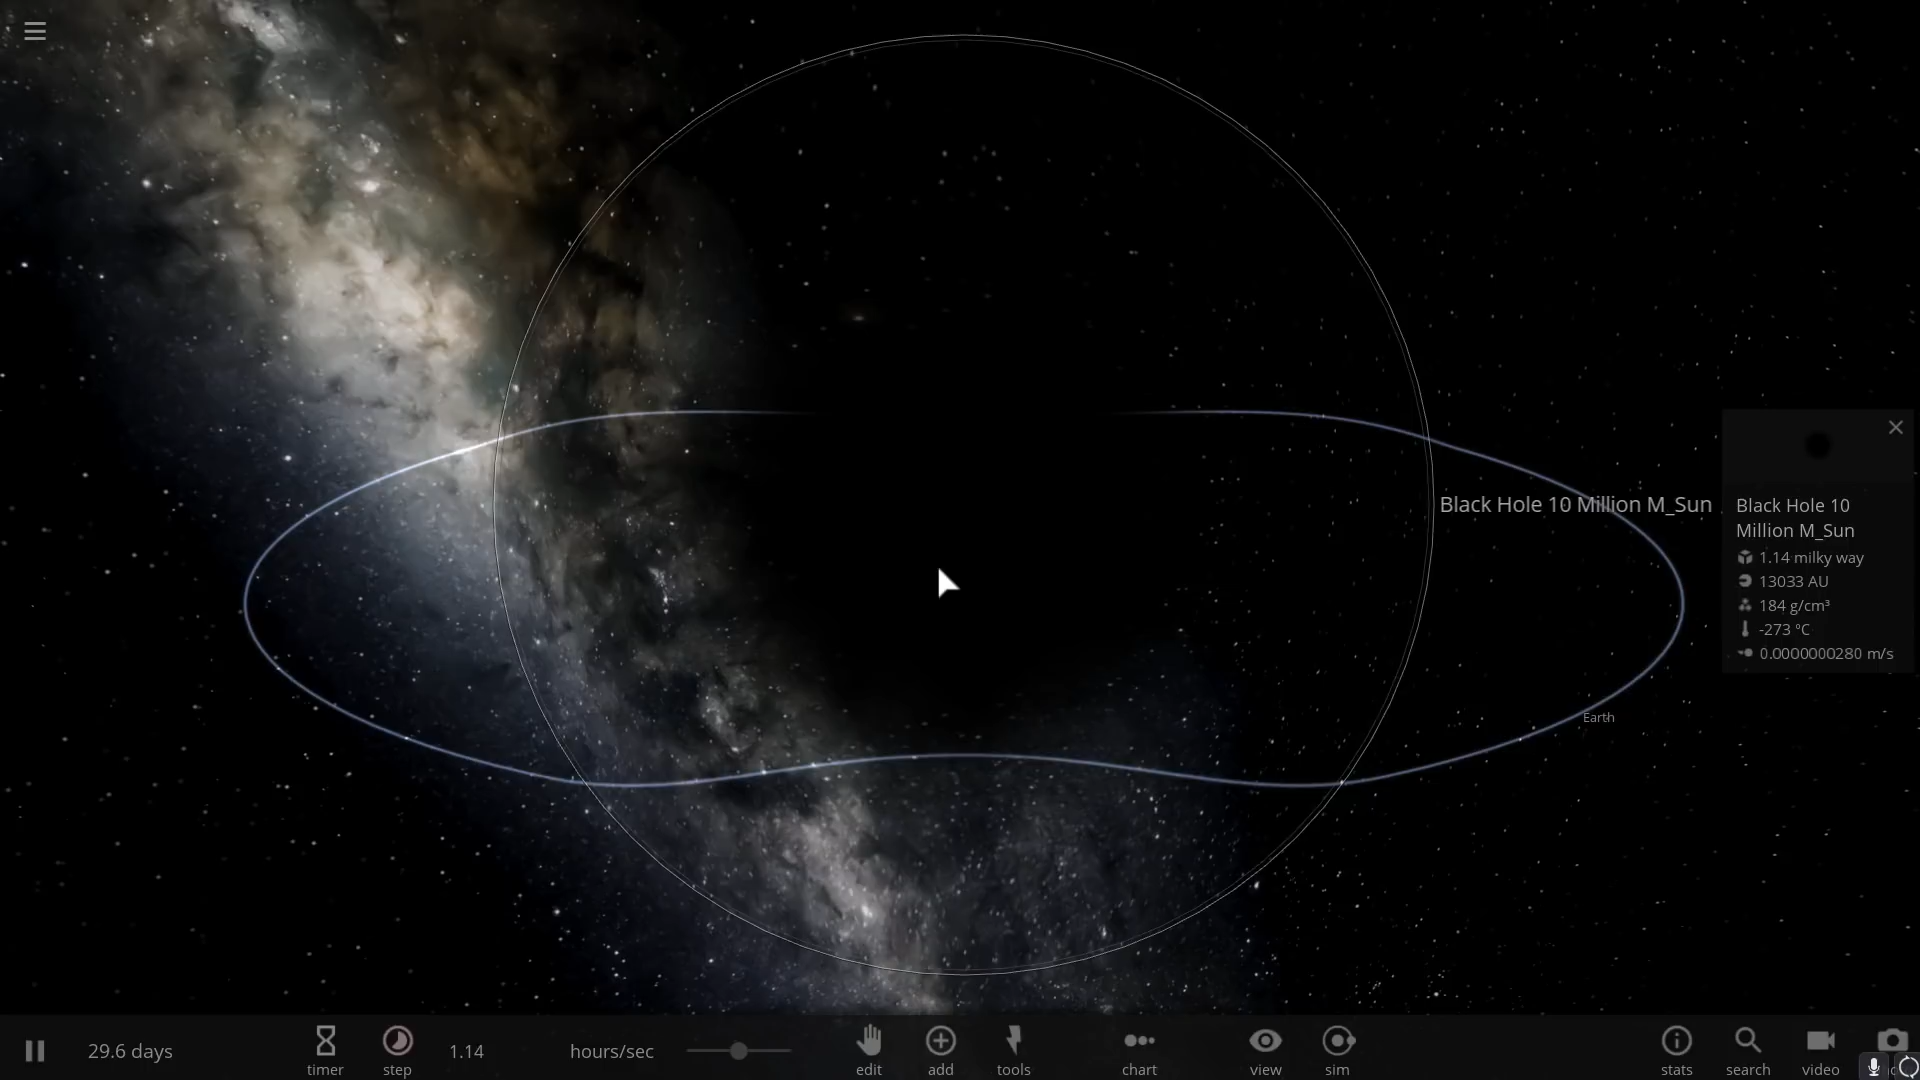 Black Hole 10 Million M_Sun
Black Hole 10
Million M_Sun
1.14 milky way
13033 AU
184 g/cm³
-273 °C
0.0000000280 m/s
Earth
29.6 days
timer
step
1.14
hours/sec
edit
add
tools
chart
view
sim
stats
search
video